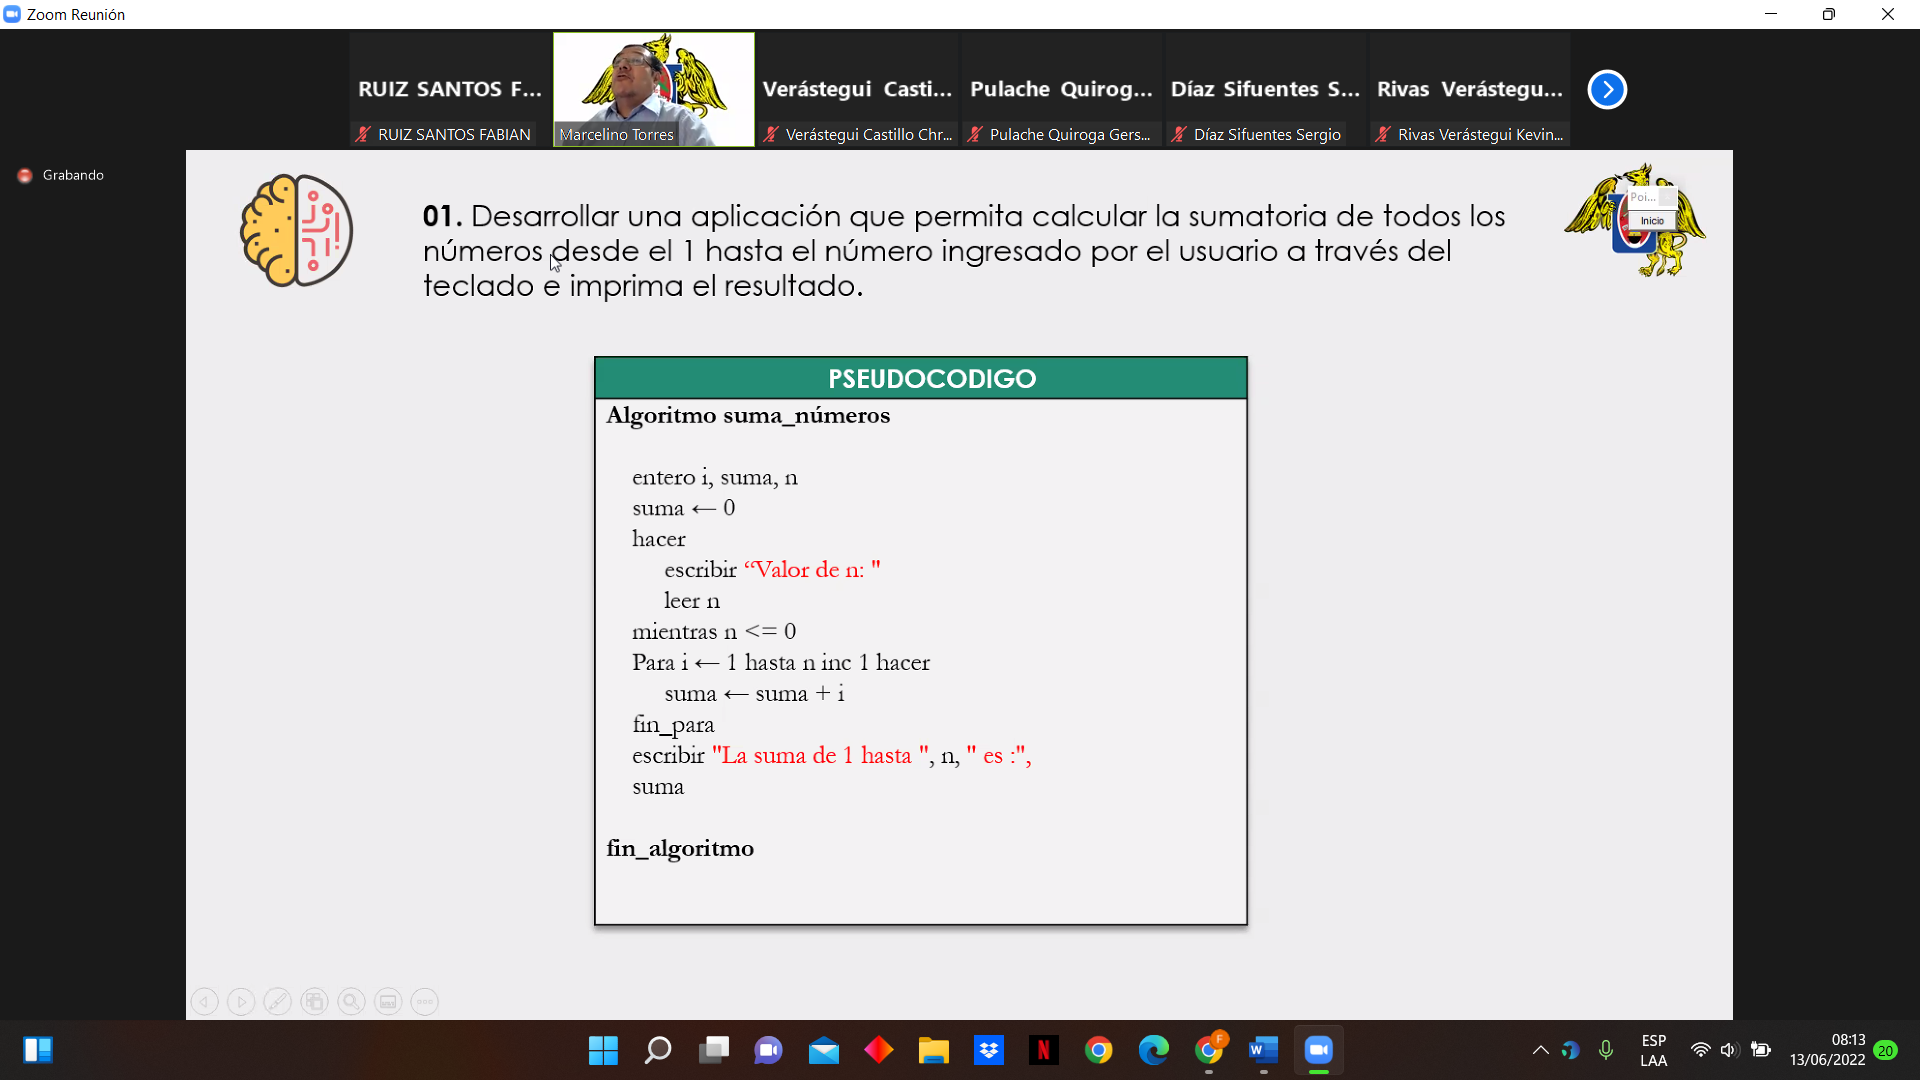 Zoom Reunión
RUIZ SANTOS F...
Verástegui Casti...
Pulache Quirog...
Díaz Sifuentes S...
Rivas Verástegu...
RUIZ SANTOS FABIAN
Marcelino Torres
Verástegui Castillo Chr...
Pulache Quiroga Gers...
Díaz Sifuentes Sergio
Rivas Verástegui Kevin...
Grabando
Poi...
Inicio
01. Desarrollar una aplicación que permita calcular la sumatoria de todos los
números desde el 1 hasta el número ingresado por el usuario a través del
teclado e imprima el resultado.
PSEUDOCODIGO
Algoritmo suma_números
entero i, suma, n
suma ← 0
hacer
escribir “Valor de n: "
leer n
mientras n <= 0
Para i ← 1 hasta n inc 1 hacer
suma ← suma + i
fin_para
escribir "La suma de 1 hasta ", n, " es :",
suma
fin_algoritmo
ESP
LAA
08:13
13/06/2022
20